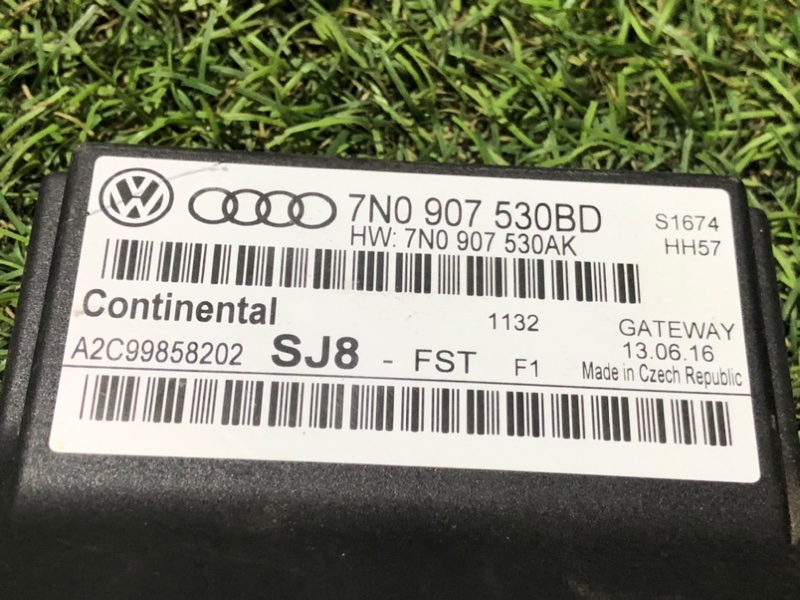 7N0 907 530BD S1674
HW: 7N0 907 530AK HH57
Continental 1132 GATEWAY
A2C99858202 SJ8 - FST F1 13.06.16
Made in Czech Republic